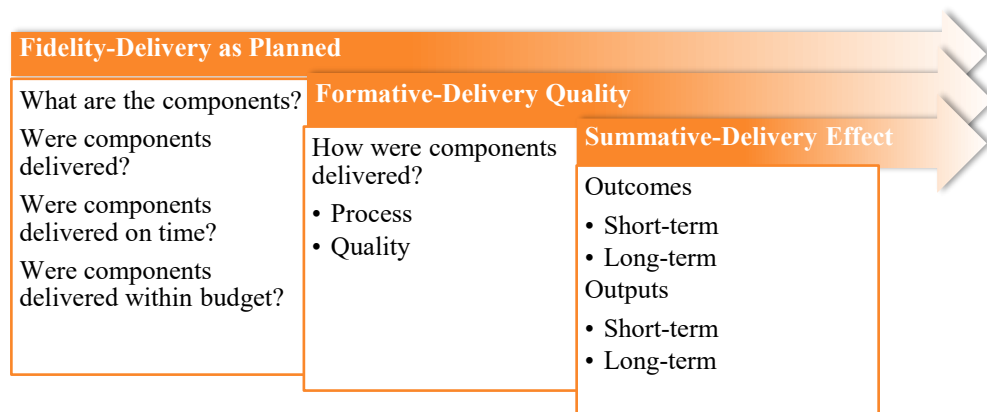 Fidelity-Delivery as Planned
What are the components?
Were components
delivered?
Were components
delivered on time?
Were components
delivered within budget?
Formative-Delivery Quality
How were components
delivered?
• Process
• Quality
Summative-Delivery Effect
Outcomes
• Short-term
• Long-term
Outputs
• Short-term
• Long-term